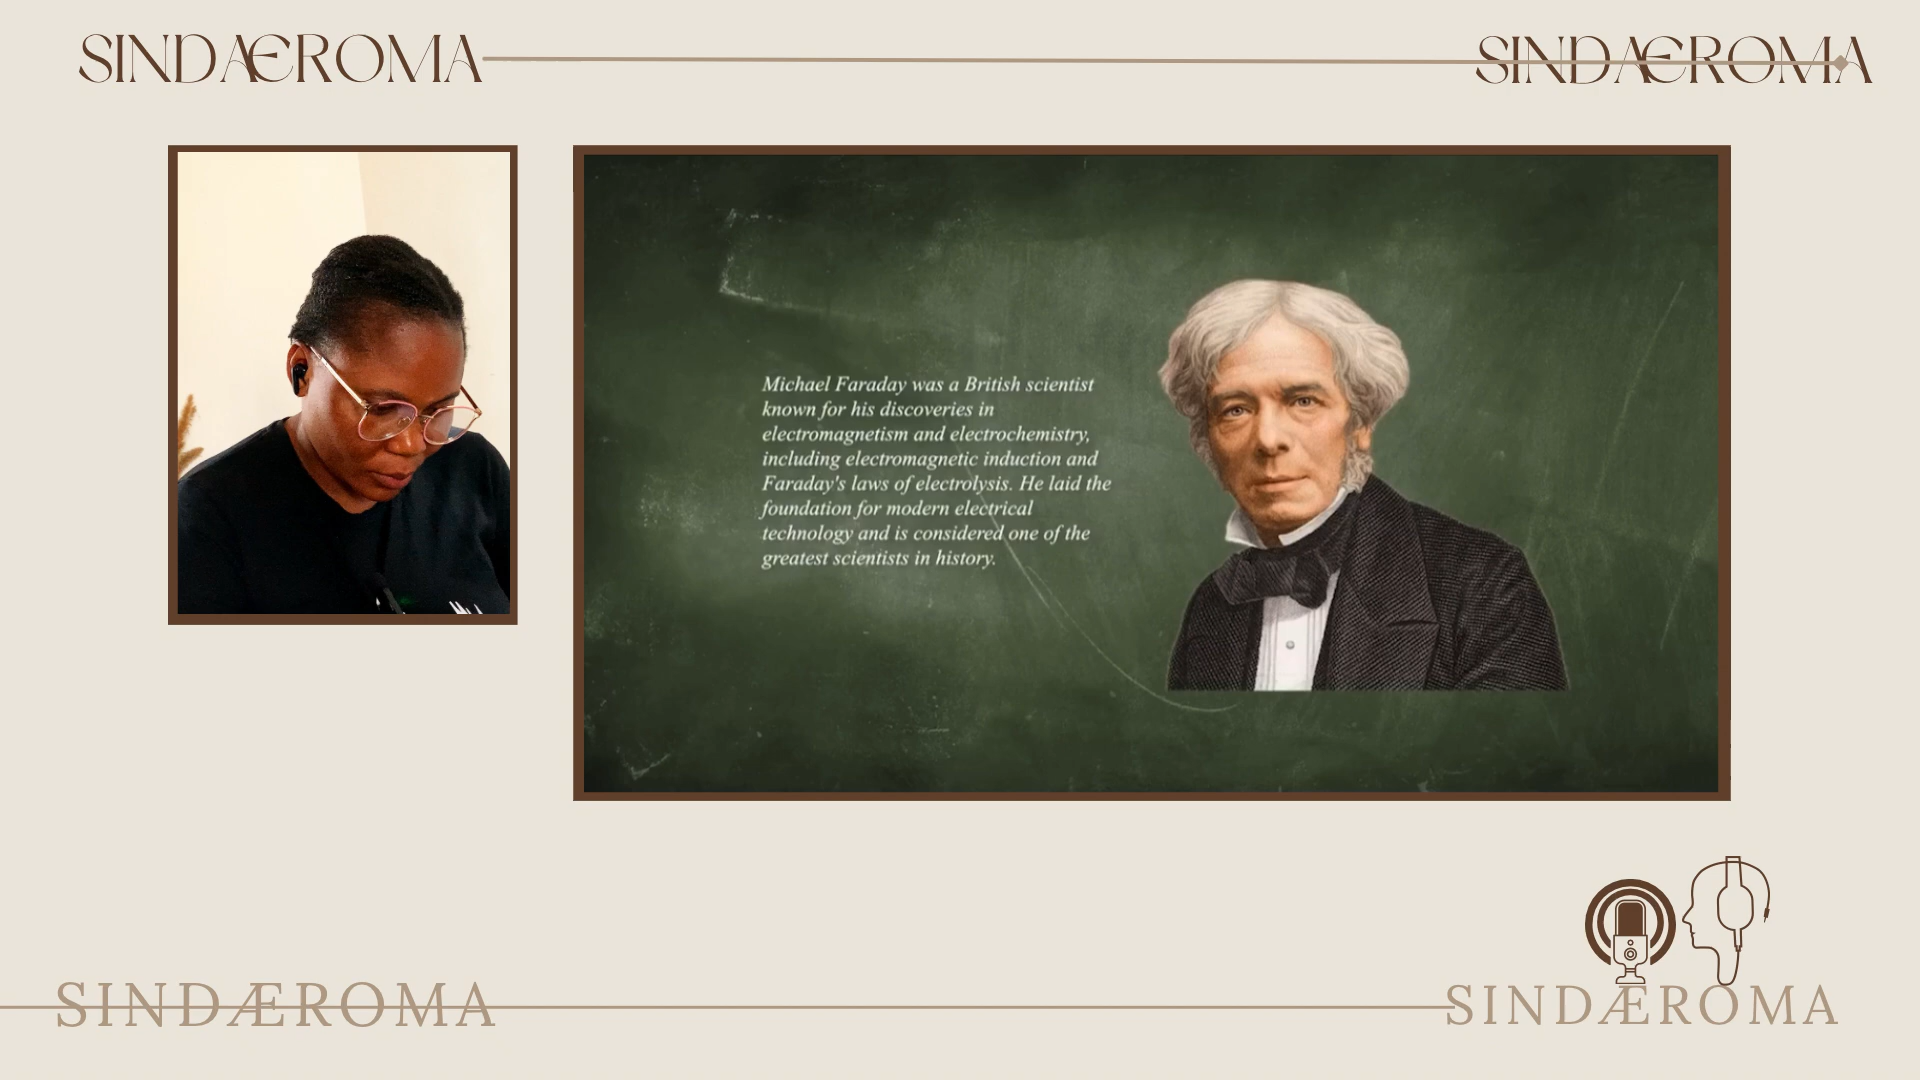 SINDÆROMA
SINDÆROMA
Michael Faraday was a British scientist
known for his discoveries in
electromagnetism and electrochemistry,
including electromagnetic induction and
Faraday's laws of electrolysis. He laid the
foundation for modern electrical
technology and is considered one of the
greatest scientists in history.
SINDÆROMA
SINDÆROMA